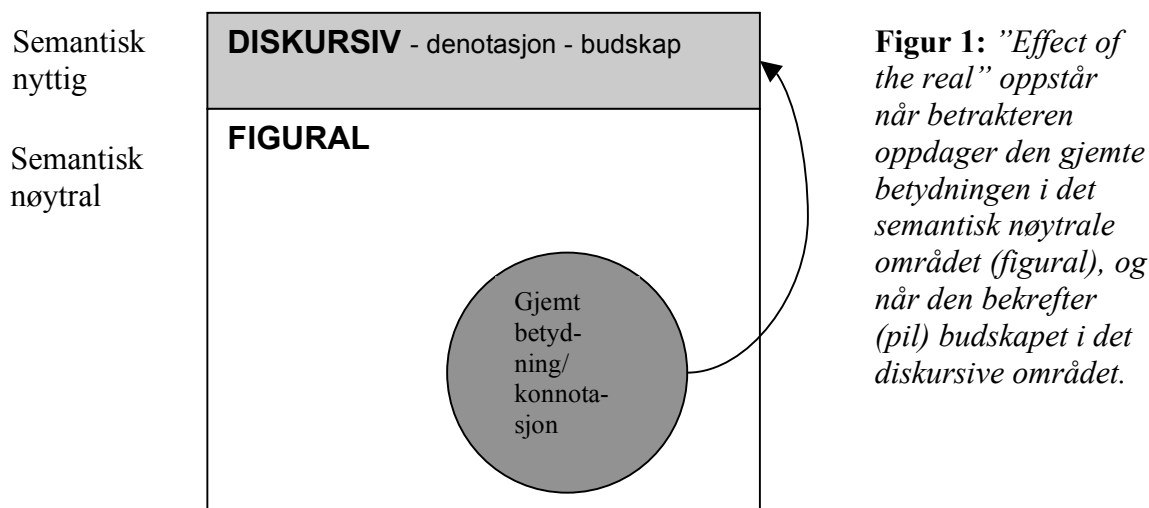 Semantisk
nyttig
Semantisk
nøytral
DISKURSIV - denotasjon - budskap
FIGURAL
Gjemt
betyd-
ning/
konnota-
sjon
Figur 1: ”Effect of
the real” oppstår
når betrakteren
oppdager den gjemte
betydningen i det
semantisk nøytrale
området (figural), og
når den bekrefter
(pil) budskapet i det
diskursive området.